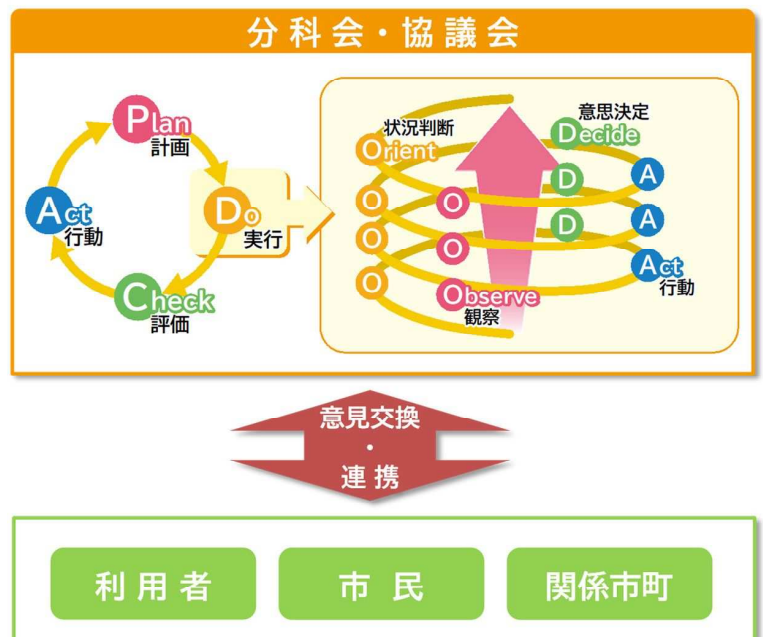 分科会・協議会
Plan
計画
Do
実行
Check
評価
Act
行動
状況判断
Orient
意思決定
Decide
A
O
O
D
O
O
D
A
O
Act
行動
Observe
観察
意見交換
・
連携
利用者
市民
関係市町